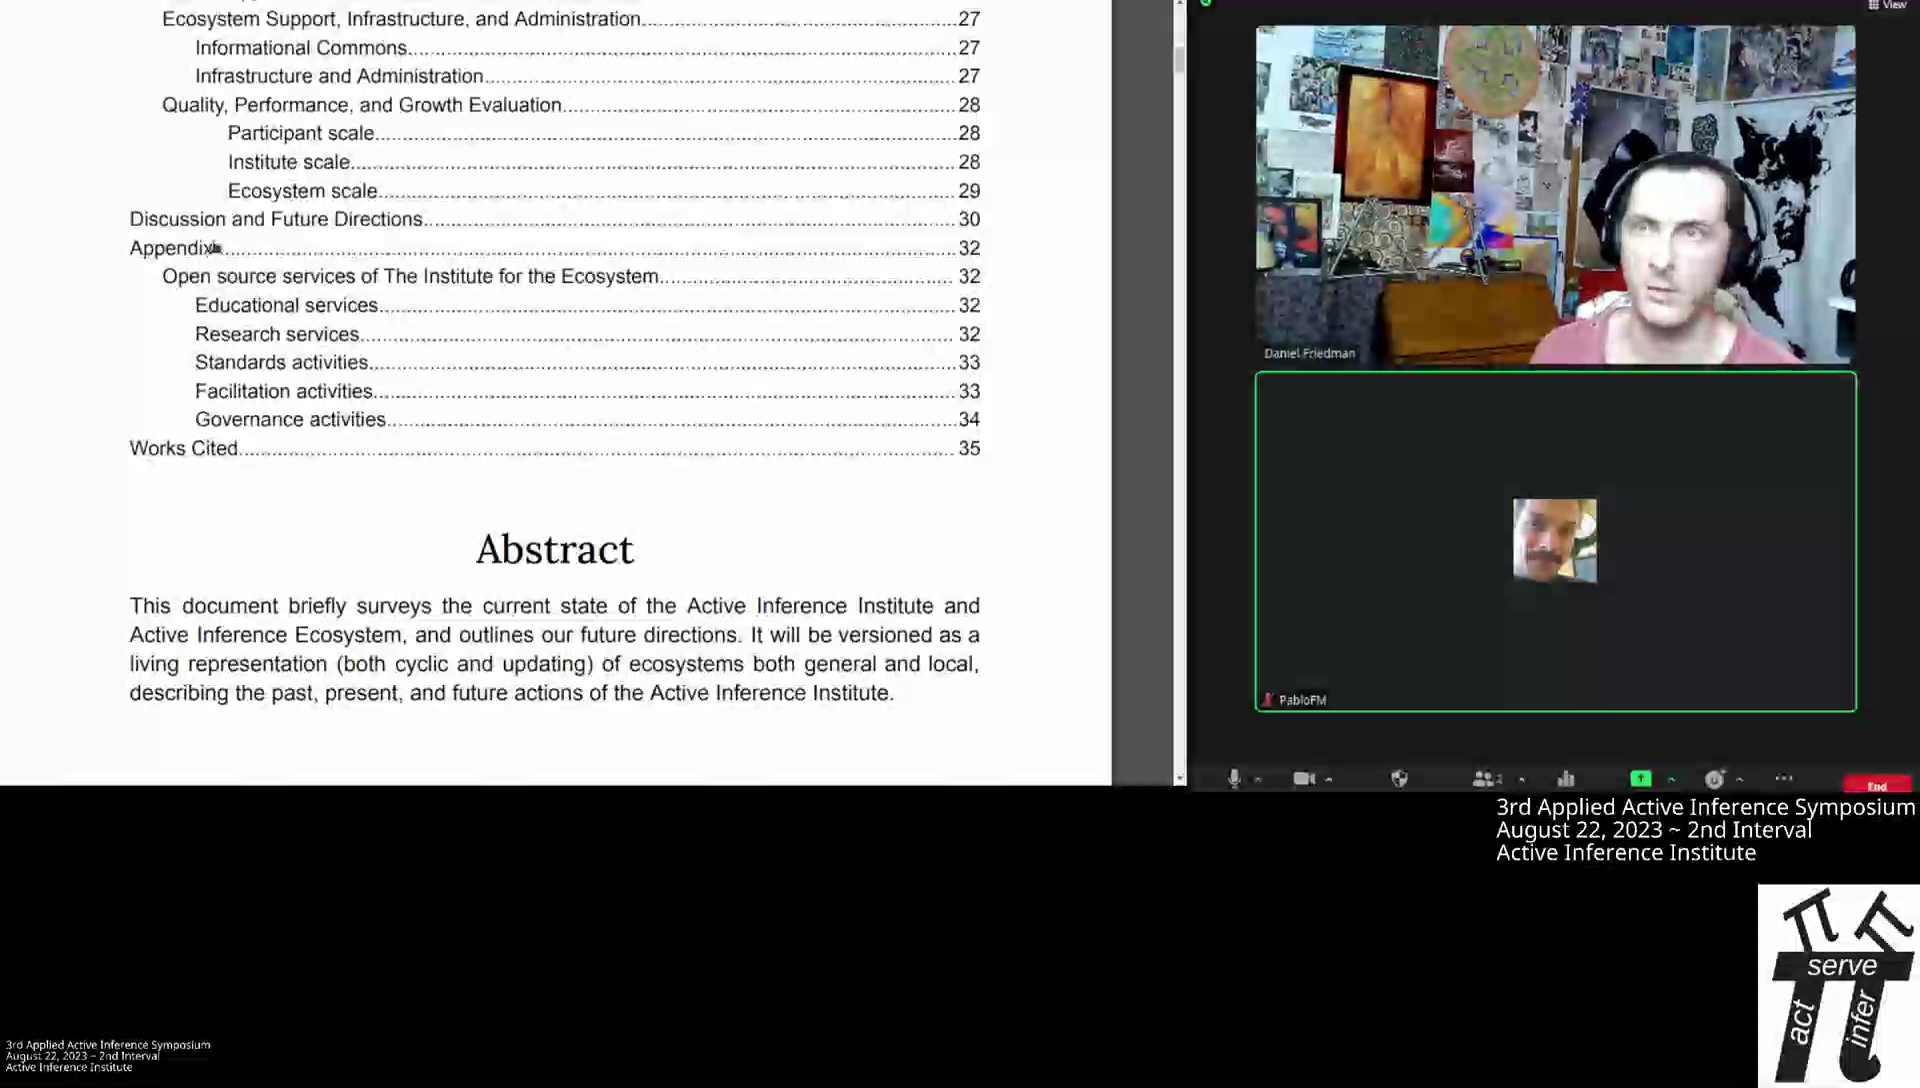 Ecosystem Support, Infrastructure, and Administration 27
Informational Commons 27
Infrastructure and Administration 27
Quality, Performance, and Growth Evaluation 28
Participant scale 28
Institute scale 28
Ecosystem scale 29
Discussion and Future Directions 30
Appendix 32
Open source services of The Institute for the Ecosystem 32
Educational services 32
Research services 32
Standards activities 33
Facilitation activities 33
Governance activities 34
Works Cited 35
Abstract
This document briefly surveys the current state of the Active Inference Institute and
Active Inference Ecosystem, and outlines our future directions. It will be versioned as a
living representation (both cyclic and updating) of ecosystems both general and local,
describing the past, present, and future actions of the Active Inference Institute.
View
Daniel Friedman
PabloFM
End
3rd Applied Active Inference Symposium
August 22, 2023 ~ 2nd Interval
Active Inference Institute
serve
act
infer
3rd Applied Active Inference Symposium
August 22, 2023 ~ 2nd Interval
Active Inference Institute